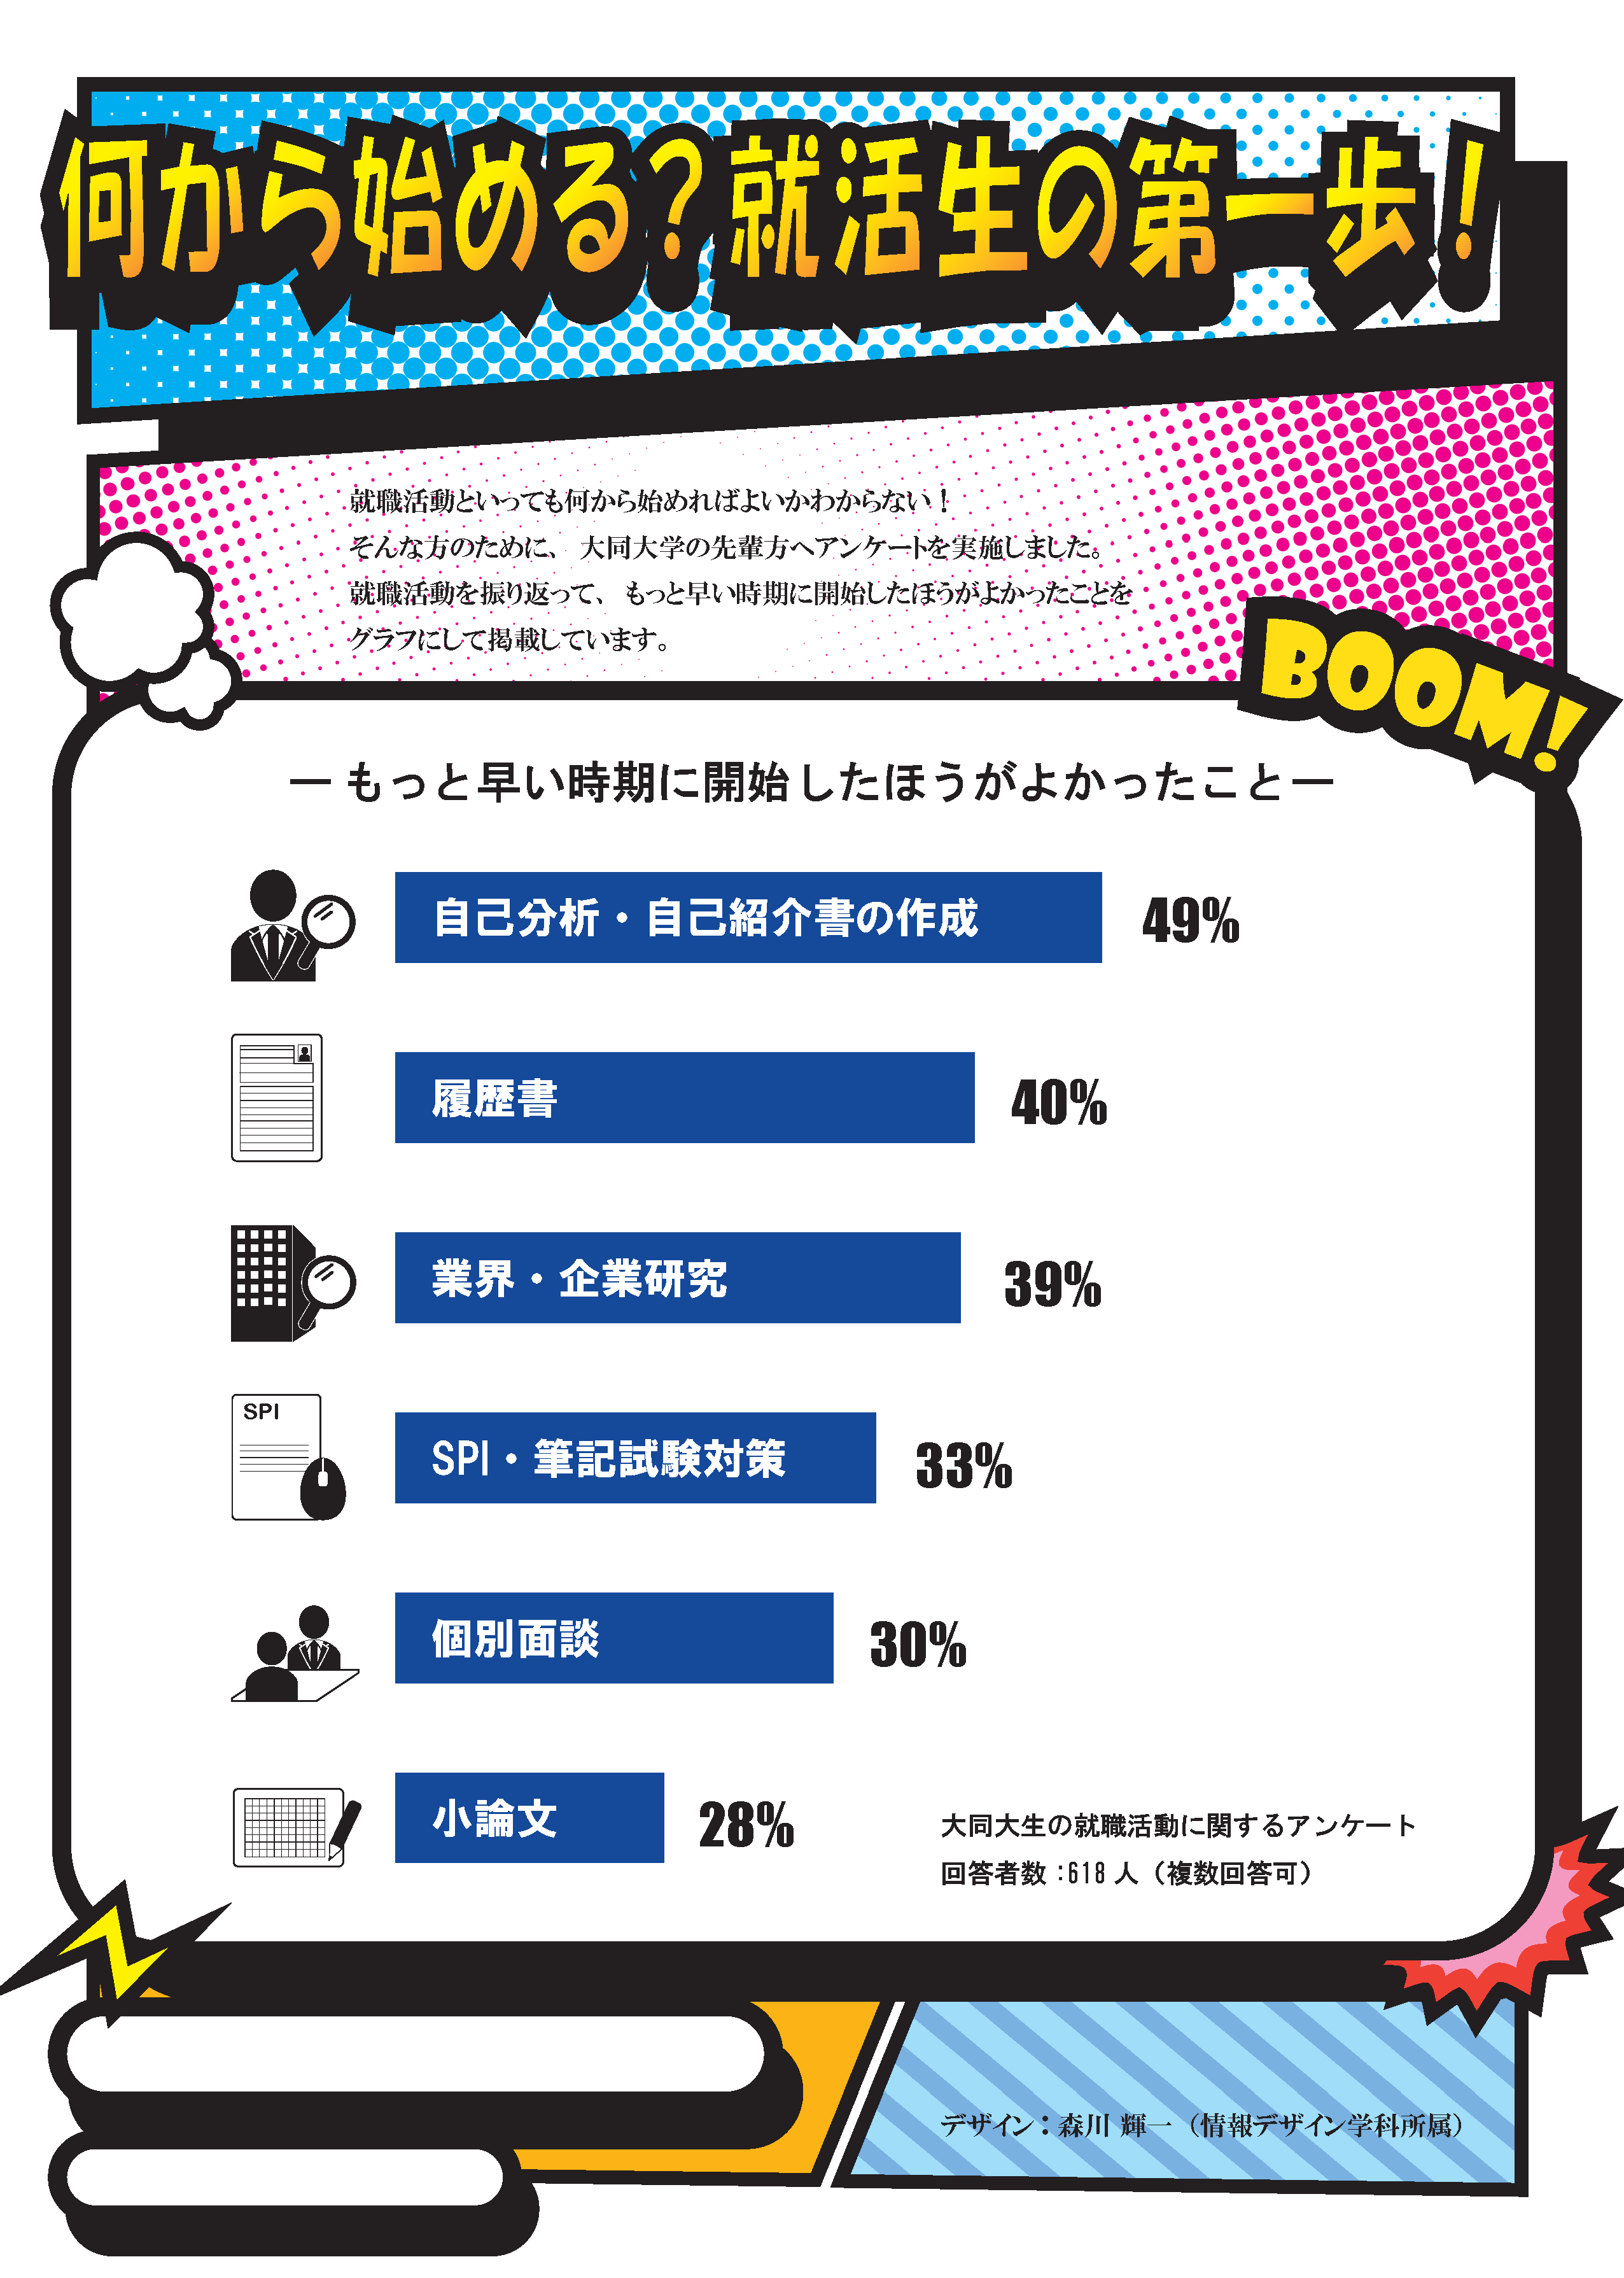 何から始める？就活生の第一歩！
就職活動といっても何から始めればよいかわからない！
そんな方のために、大同大学の先輩方へアンケートを実施しました。
就職活動を振り返って、もっと早い時期に開始したほうがよかったことを
グラフにして掲載しています。
BOOM!
― もっと早い時期に開始したほうがよかったこと―
自己分析・自己紹介書の作成 49%
履歴書 40%
業界・企業研究 39%
SPI
SPI・筆記試験対策 33%
個別面談 30%
小論文 28%
大同大生の就職活動に関するアンケート
回答者数：618 人（複数回答可）
デザイン：森川 輝一（情報デザイン学科所属）